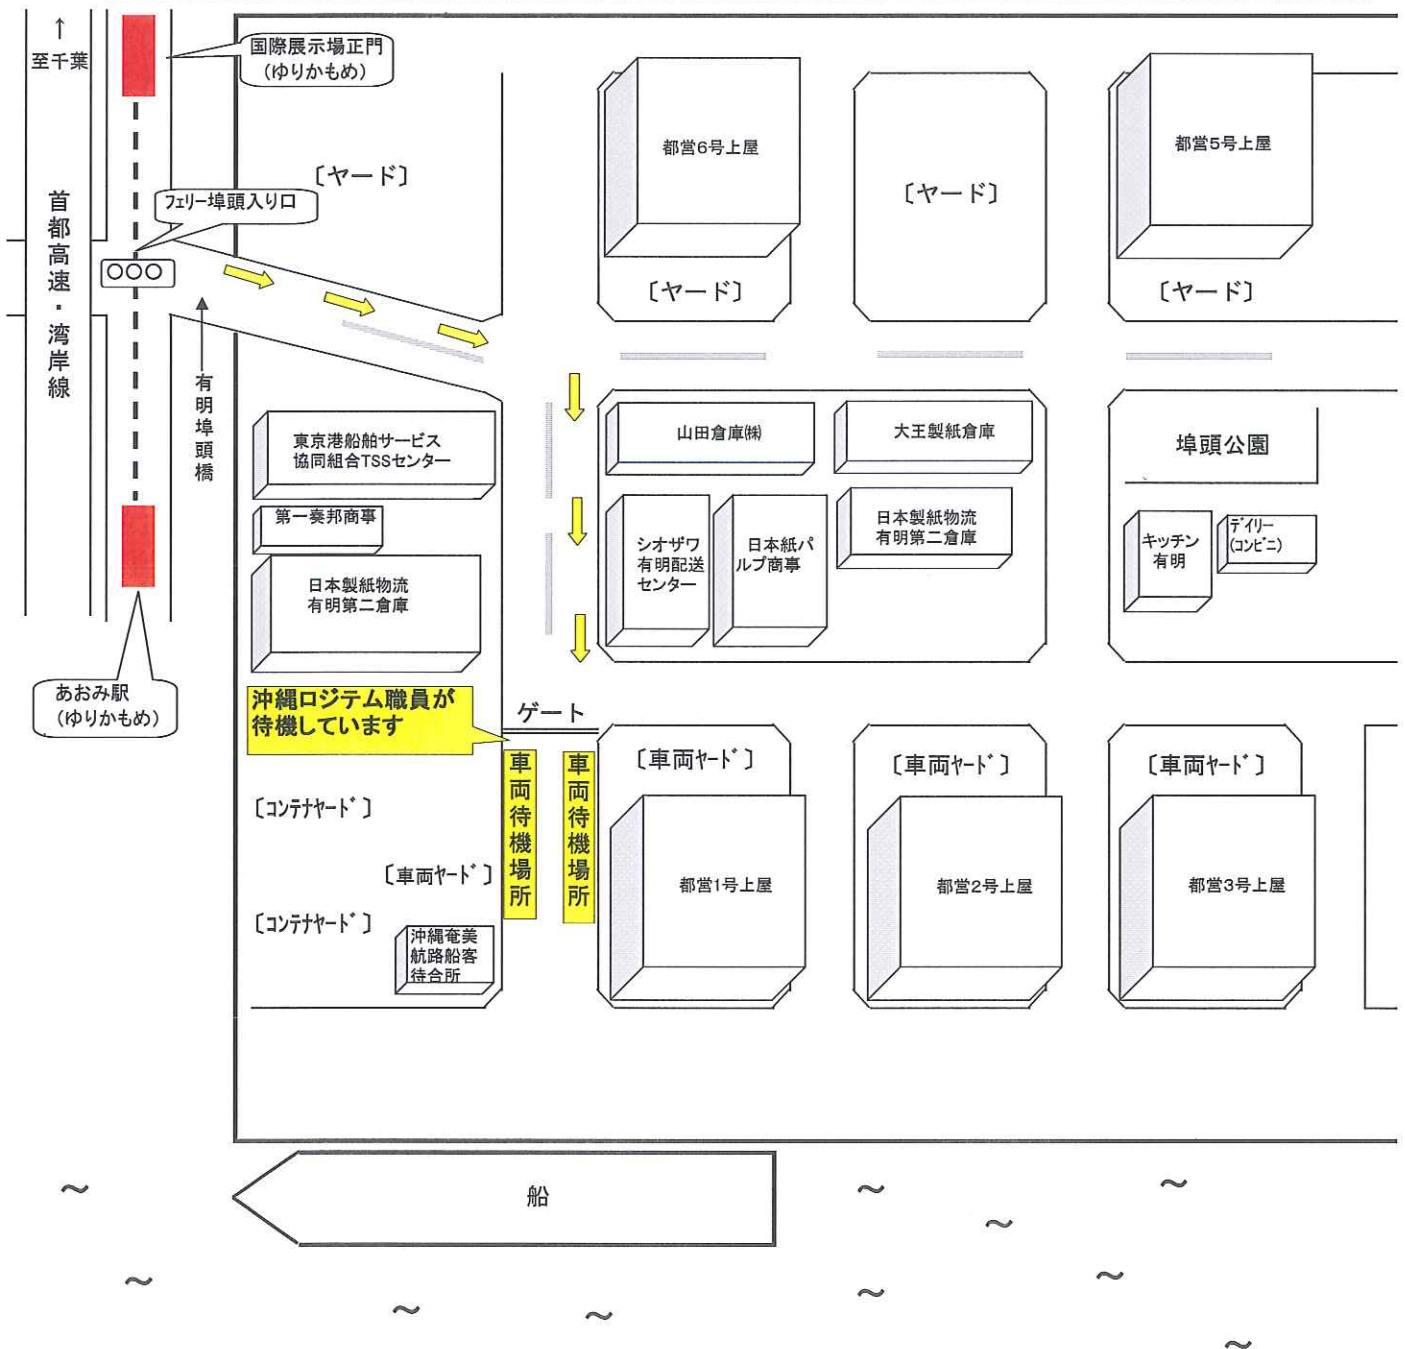 ↑
至千葉
国際展示場正門
(ゆりかもめ)
〔ヤード〕
都営6号上屋
〔ヤード〕
都営5号上屋
フェリー埠頭入り口
首都高速・湾岸線
〔ヤード〕
〔ヤード〕
有明埠頭橋
東京港船舶サービス
協同組合TSSセンター
山田倉庫㈱
大王製紙倉庫
埠頭公園
第一奏邦商事
シオザワ
有明配送
センター
日本紙パ
ルプ商事
日本製紙物流
有明第二倉庫
キッチン
有明
デイリー
(コンビニ)
日本製紙物流
有明第二倉庫
あおみ駅
(ゆりかもめ)
沖縄ロジテム職員が
待機しています
ゲート
車両待機場所
車両待機場所
〔車両ヤード〕
〔車両ヤード〕
〔車両ヤード〕
〔コンテナヤード〕
〔車両ヤード〕
都営1号上屋
都営2号上屋
都営3号上屋
〔コンテナヤード〕
沖縄奄美
航路船客
待合所
船